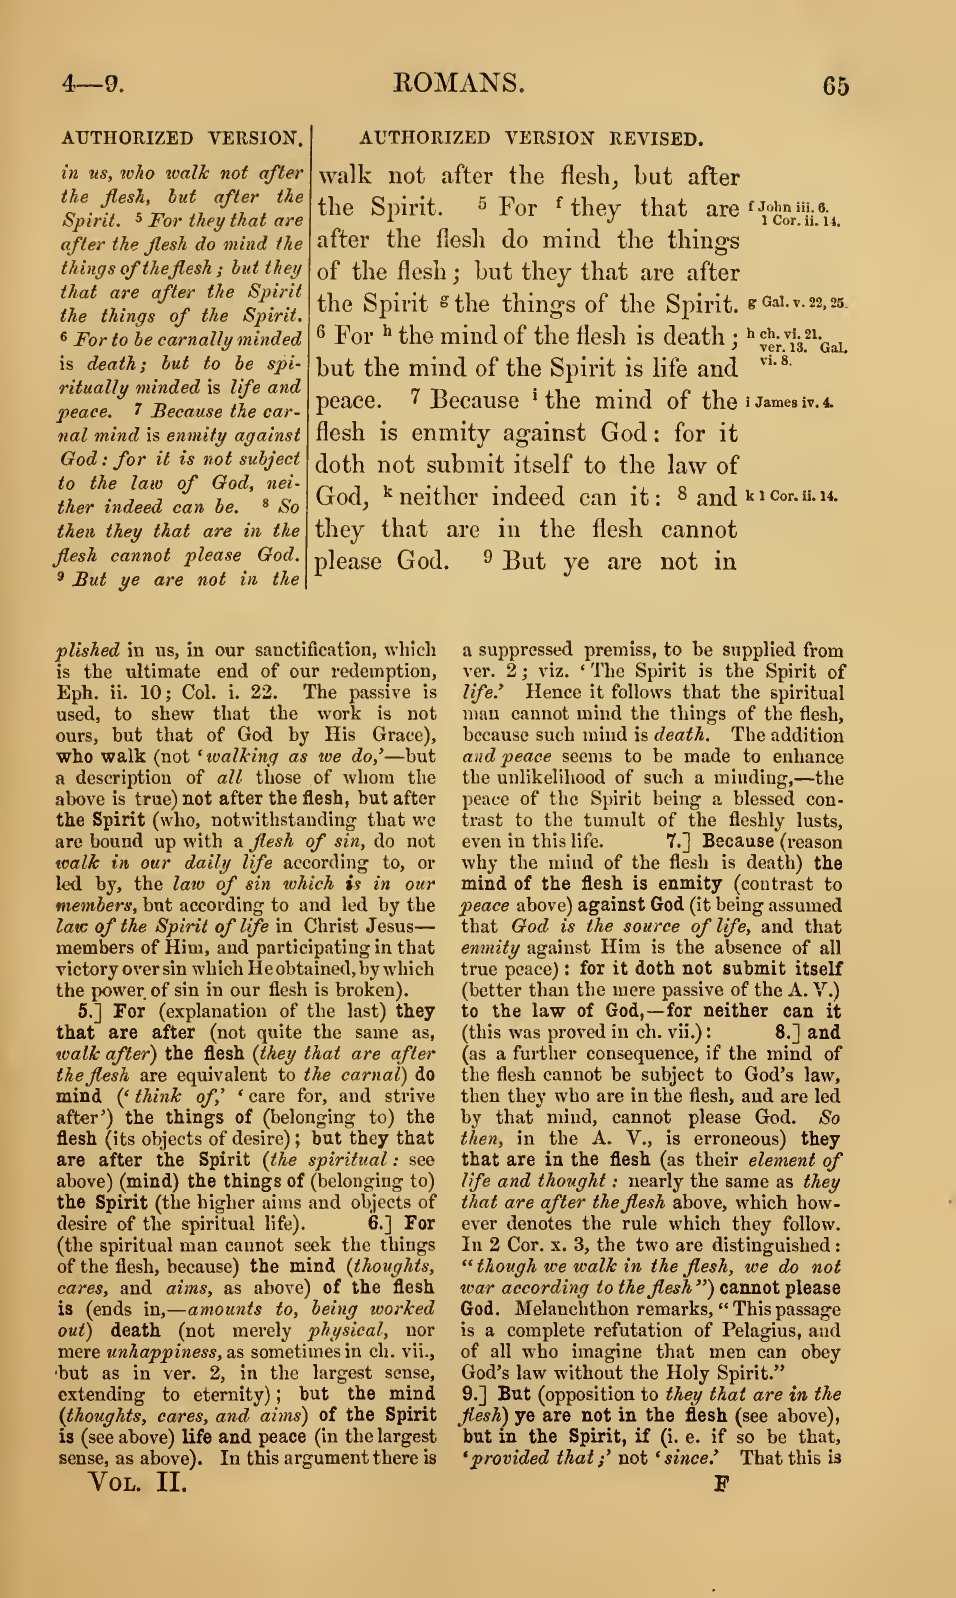 4—9.
ROMANS.
65
AUTHORIZED VERSION.
in us, who walk not after
the flesh, but after the
Spirit. 5 For they that are
after the flesh do mind the
things of the flesh; but they
that are after the Spirit
the things of the Spirit.
6 For to be carnally minded
is death; but to be spi-
ritually minded is life and
peace. 7 Because the car-
nal mind is enmity against
God: for it is not subject
to the law of God, nei-
ther indeed can be. 8 So
then they that are in the
flesh cannot please God.
9 But ye are not in the
AUTHORIZED VERSION REVISED.
walk not after the flesh, but after
the Spirit. 5 For f they that are
after the flesh do mind the things
of the flesh; but they that are after
the Spirit g the things of the Spirit.
6 For h the mind of the flesh is death;
but the mind of the Spirit is life and
peace. 7 Because i the mind of the
flesh is enmity against God: for it
doth not submit itself to the law of
God, k neither indeed can it: 8 and
they that are in the flesh cannot
please God. 9 But ye are not in
f John iii. 6.
1 Cor. ii. 14.
g Gal. v. 22, 25.
h ch. vi. 21.
ver. 13. Gal.
vi. 8.
i James iv. 4.
k 1 Cor. ii. 14.
plished in us, in our sanctification, which
is the ultimate end of our redemption,
Eph. ii. 10; Col. i. 22. The passive is
used, to shew that the work is not
ours, but that of God by His Grace),
who walk (not 'walking as we do,'—but
a description of all those of whom the
above is true) not after the flesh, but after
the Spirit (who, notwithstanding that we
are bound up with a flesh of sin, do not
walk in our daily life according to, or
led by, the law of sin which is in our
members, but according to and led by the
law of the Spirit of life in Christ Jesus—
members of Him, and participating in that
victory over sin which He obtained, by which
the power of sin in our flesh is broken).
5.] For (explanation of the last) they
that are after (not quite the same as,
walk after) the flesh (they that are after
the flesh are equivalent to the carnal) do
mind ('think of,' 'care for, and strive
after') the things of (belonging to) the
flesh (its objects of desire); but they that
are after the Spirit (the spiritual: see
above) (mind) the things of (belonging to)
the Spirit (the higher aims and objects of
desire of the spiritual life). 6.] For
(the spiritual man cannot seek the things
of the flesh, because) the mind (thoughts,
cares, and aims, as above) of the flesh
is (ends in,—amounts to, being worked
out) death (not merely physical, nor
mere unhappiness, as sometimes in ch. vii.,
but as in ver. 2, in the largest sense,
extending to eternity); but the mind
(thoughts, cares, and aims) of the Spirit
is (see above) life and peace (in the largest
sense, as above). In this argument there is
a suppressed premiss, to be supplied from
ver. 2; viz. 'The Spirit is the Spirit of
life.' Hence it follows that the spiritual
man cannot mind the things of the flesh,
because such mind is death. The addition
and peace seems to be made to enhance
the unlikelihood of such a minding,—the
peace of the Spirit being a blessed con-
trast to the tumult of the fleshly lusts,
even in this life. 7.] Because (reason
why the mind of the flesh is death) the
mind of the flesh is enmity (contrast to
peace above) against God (it being assumed
that God is the source of life, and that
enmity against Him is the absence of all
true peace): for it doth not submit itself
(better than the mere passive of the A. V.)
to the law of God,—for neither can it
(this was proved in ch. vii.): 8.] and
(as a further consequence, if the mind of
the flesh cannot be subject to God's law,
then they who are in the flesh, and are led
by that mind, cannot please God. So
then, in the A. V., is erroneous) they
that are in the flesh (as their element of
life and thought: nearly the same as they
that are after the flesh above, which how-
ever denotes the rule which they follow.
In 2 Cor. x. 3, the two are distinguished:
"though we walk in the flesh, we do not
war according to the flesh") cannot please
God. Melanchthon remarks, "This passage
is a complete refutation of Pelagius, and
of all who imagine that men can obey
God's law without the Holy Spirit."
9.] But (opposition to they that are in the
flesh) ye are not in the flesh (see above),
but in the Spirit, if (i. e. if so be that,
'provided that;' not 'since.' That this is
VOL. II.
F